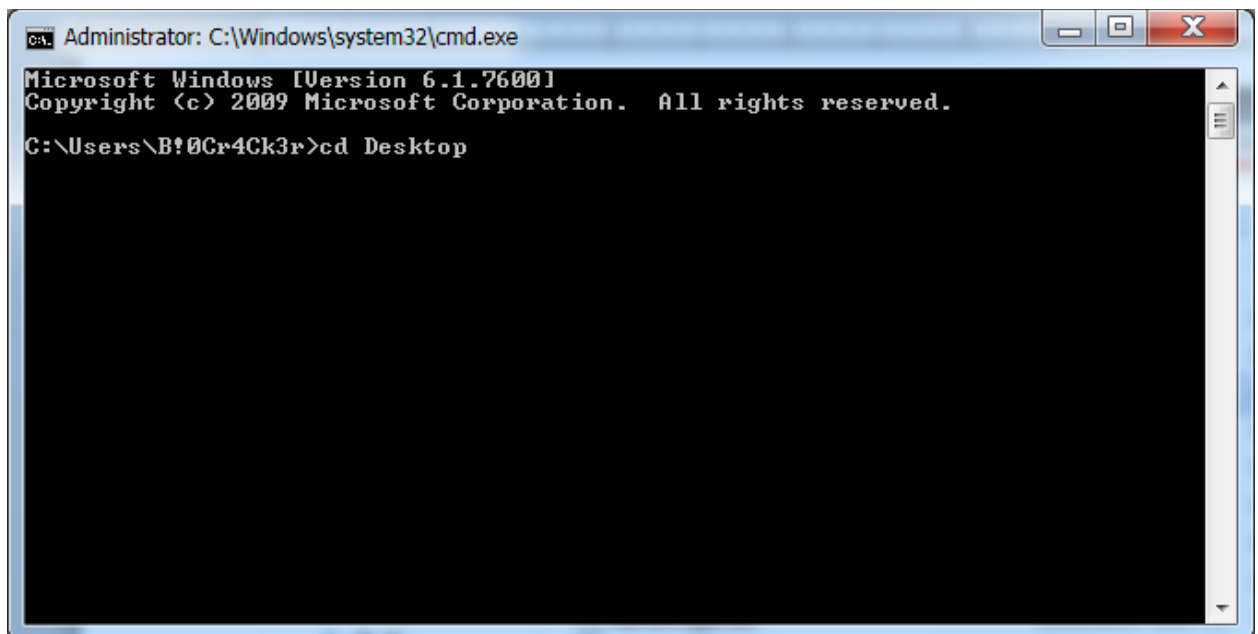 Administrator: C:\Windows\system32\cmd.exe
Microsoft Windows [Version 6.1.7600]
Copyright (c) 2009 Microsoft Corporation.  All rights reserved.
C:\Users\B!0Cr4Ck3r>cd Desktop